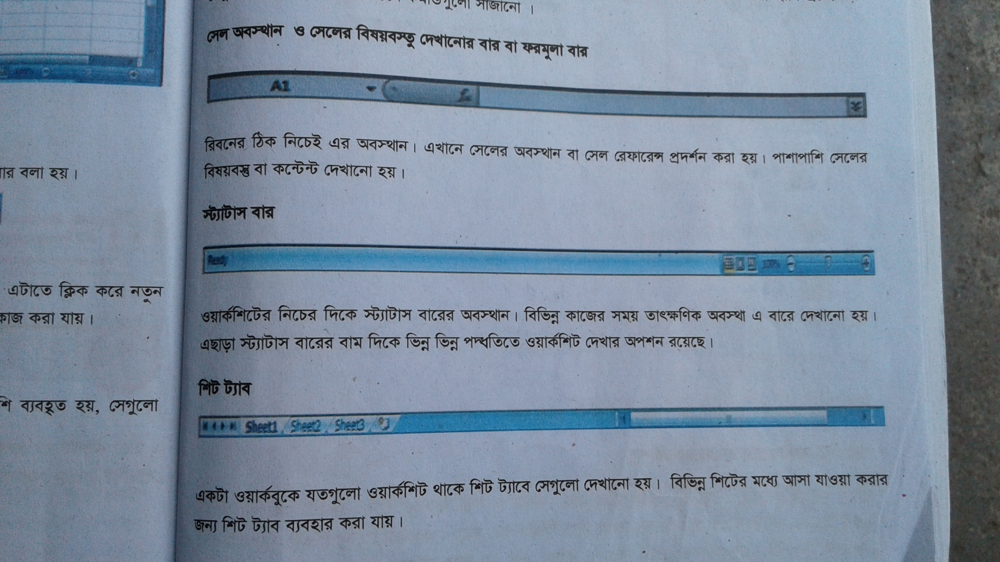 সাজানো ।
সেল অবস্থান ও সেলের বিষয়বস্তু দেখানোর বার বা ফরমুলা বার
A1
রিবনের ঠিক নিচেই এর অবস্থান। এখানে সেলের অবস্থান বা সেল রেফারেন্স প্রদর্শন করা হয়। পাশাপাশি সেলের
বিষয়বস্তু বা কন্টেন্ট দেখানো হয়।
স্ট্যাটাস বার
Ready 100%
ওয়ার্কশিটের নিচের দিকে স্ট্যাটাস বারের অবস্থান। বিভিন্ন কাজের সময় তাৎক্ষণিক অবস্থা এ বারে দেখানো হয়।
এছাড়া স্ট্যাটাস বারের বাম দিকে ভিন্ন ভিন্ন পদ্ধতিতে ওয়ার্কশিট দেখার অপশন রয়েছে।
শিট ট্যাব
Sheet1 Sheet2 Sheet3
একটা ওয়ার্কবুকে যতগুলো ওয়ার্কশিট থাকে শিট ট্যাবে সেগুলো দেখানো হয়। বিভিন্ন শিটের মধ্যে আসা যাওয়া করার
জন্য শিট ট্যাব ব্যবহার করা যায়।
বলা হয়।
এটাতে ক্লিক করে নতুন
কাজ করা যায়।
ব্যবহৃত হয়, সেগুলো